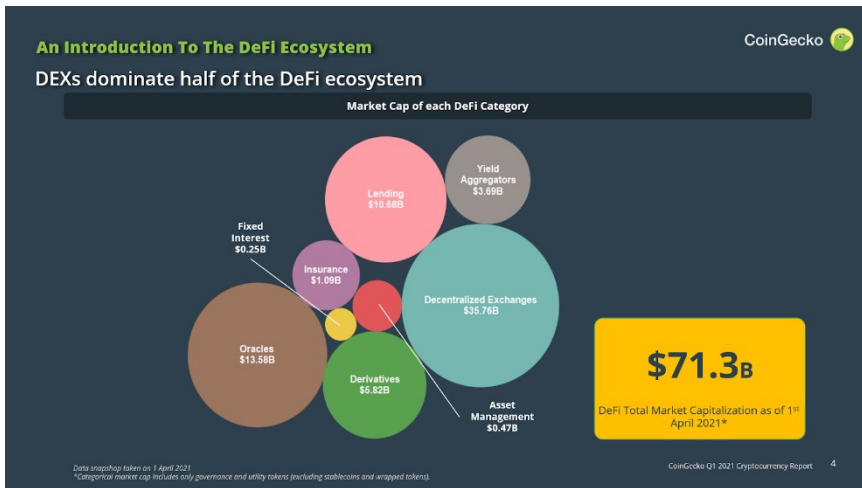 An Introduction To The DeFi Ecosystem
CoinGecko
DEXs dominate half of the DeFi ecosystem
Market Cap of each DeFi Category
Yield
Aggregators
$3.69B
Lending
$10.68B
Fixed
Interest
$0.25B
Insurance
$1.09B
Decentralized Exchanges
$35.76B
Oracles
$13.58B
Derivatives
$5.82B
Asset
Management
$0.47B
$71.3B
DeFi Total Market Capitalization as of 1st
April 2021*
Data snapshop taken on 1 April 2021
*Categorical market cap includes only governance and utility tokens (excluding stablecoins and wrapped tokens).
CoinGecko Q1 2021 Cryptocurrency Report
4